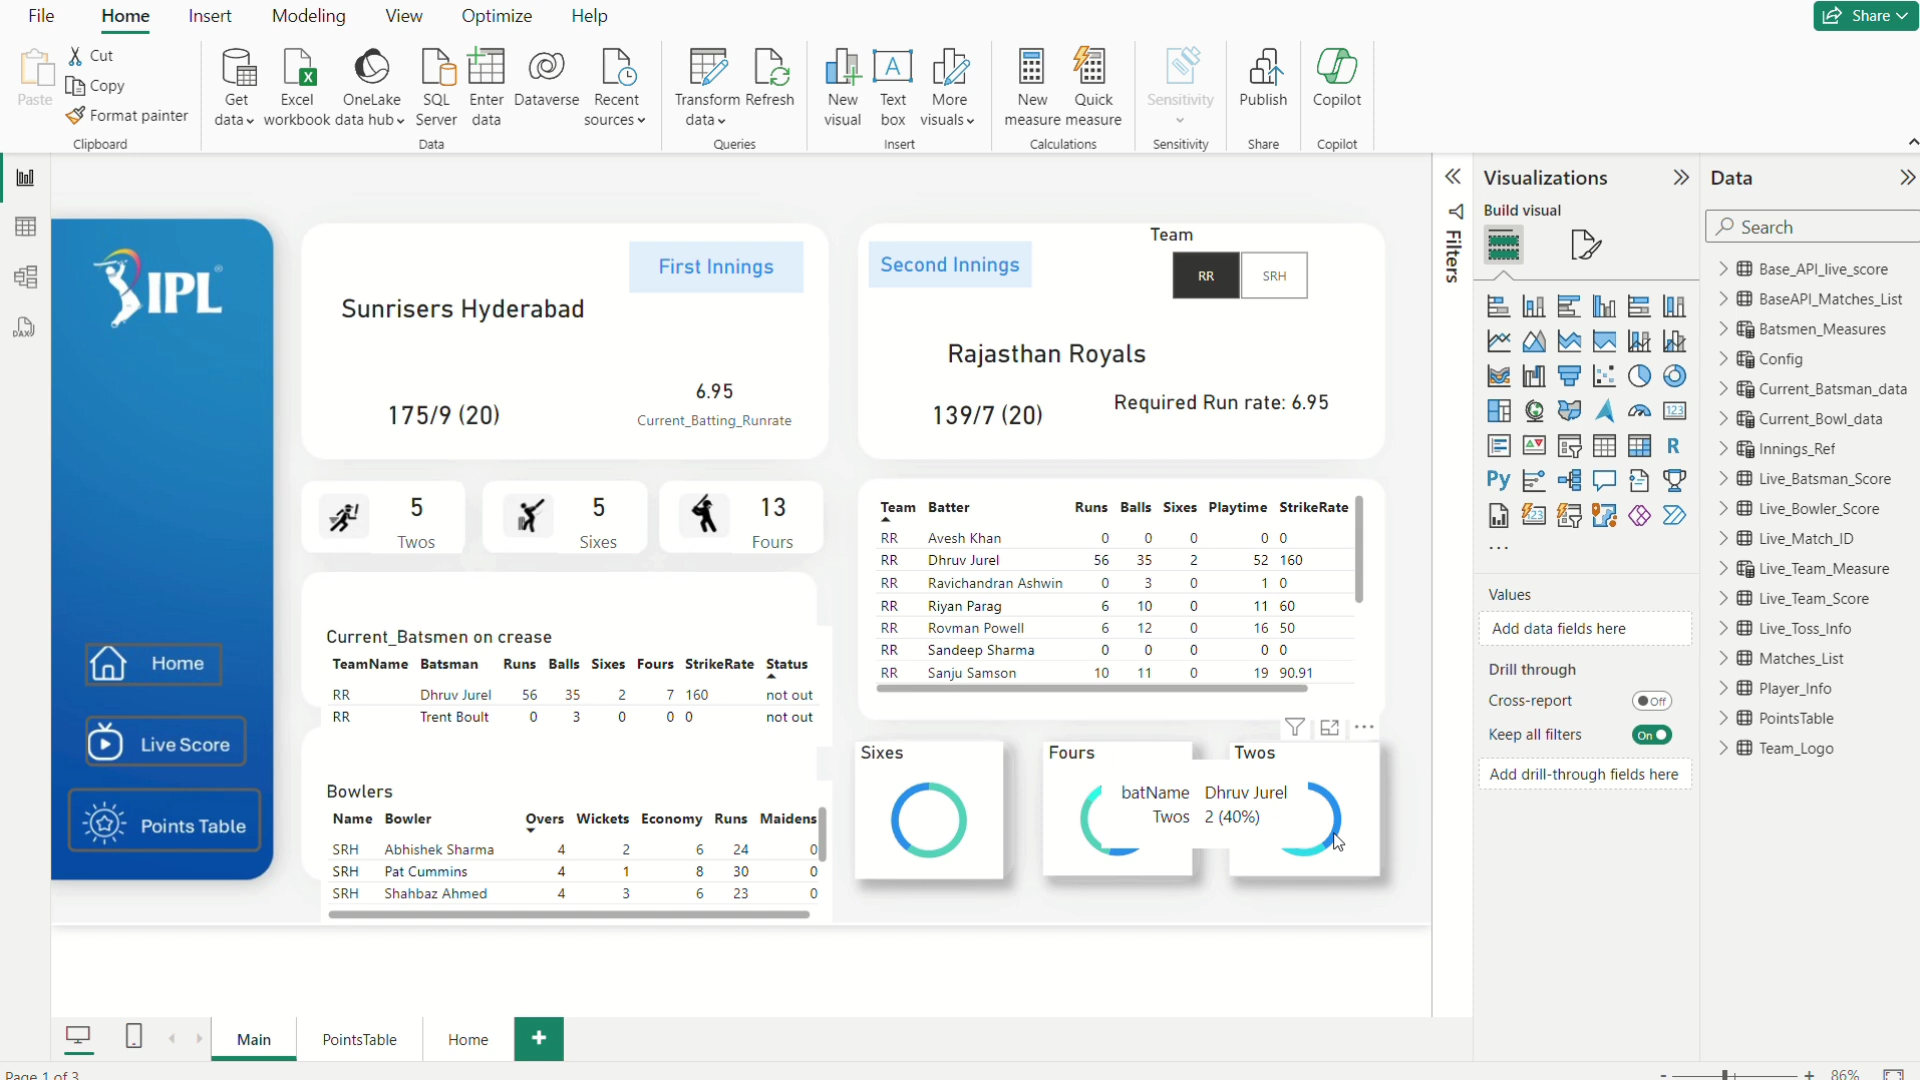 File Home Insert Modeling View Optimize Help
Share
Paste
Cut
Copy
Format painter
Clipboard
Get data
Excel workbook
OneLake data hub
SQL Server
Enter data
Dataverse
Recent sources
Data
Transform data
Refresh
Queries
New visual
Text box
More visuals
Insert
New measure
Quick measure
Calculations
Sensitivity
Sensitivity
Publish
Share
Copilot
Copilot
IPL
Home
Live Score
Points Table
First Innings
Sunrisers Hyderabad
175/9 (20)
6.95
Current_Batting_Runrate
Second Innings
Team
RR SRH
Rajasthan Royals
139/7 (20)
Required Run rate: 6.95
5
Twos
5
Sixes
13
Fours
Current_Batsmen on crease
TeamName Batsman Runs Balls Sixes Fours StrikeRate Status
RR Dhruv Jurel 56 35 2 7 160 not out
RR Trent Boult 0 3 0 0 0 not out
Bowlers
Name Bowler Overs Wickets Economy Runs Maidens
SRH Abhishek Sharma 4 2 6 24 0
SRH Pat Cummins 4 1 8 30 0
SRH Shahbaz Ahmed 4 3 6 23 0
Team Batter Runs Balls Sixes Playtime StrikeRate
RR Avesh Khan 0 0 0 0 0
RR Dhruv Jurel 56 35 2 52 160
RR Ravichandran Ashwin 0 3 0 1 0
RR Riyan Parag 6 10 0 11 60
RR Rovman Powell 6 12 0 16 50
RR Sandeep Sharma 0 0 0 0 0
RR Sanju Samson 10 11 0 19 90.91
Sixes
Fours
Twos
batName Dhruv Jurel
Twos 2 (40%)
Filters
Visualizations
Build visual
Values
Add data fields here
Drill through
Cross-report Off
Keep all filters On
Add drill-through fields here
Data
Search
Base_API_live_score
BaseAPI_Matches_List
Batsmen_Measures
Config
Current_Batsman_data
Current_Bowl_data
Innings_Ref
Live_Batsman_Score
Live_Bowler_Score
Live_Match_ID
Live_Team_Measure
Live_Team_Score
Live_Toss_Info
Matches_List
Player_Info
PointsTable
Team_Logo
Main PointsTable Home +
Page 1 of 3
- + 86%